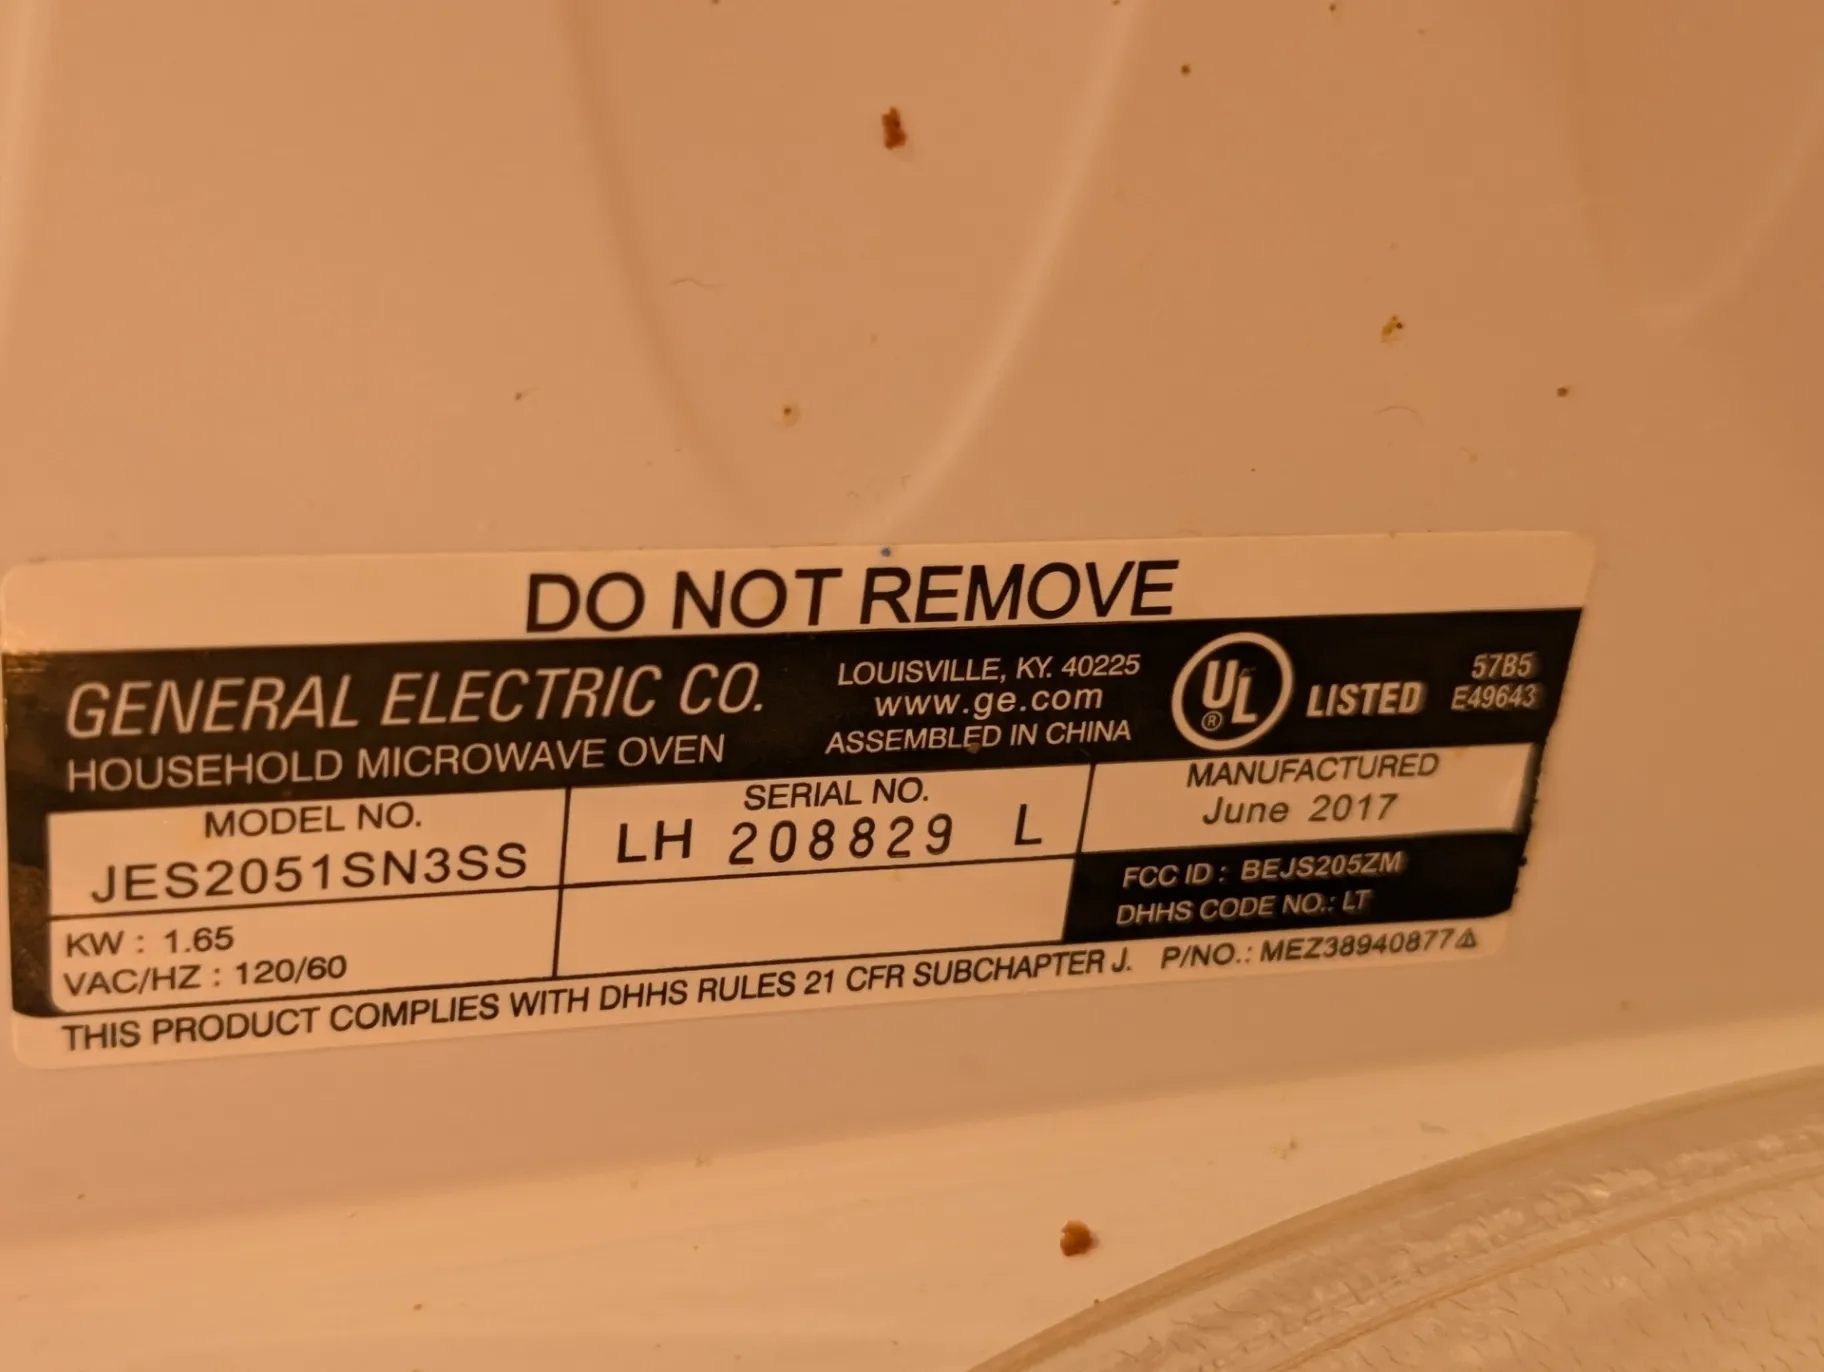 DO NOT REMOVE
GENERAL ELECTRIC CO.
HOUSEHOLD MICROWAVE OVEN
LOUISVILLE, KY. 40225
www.ge.com
ASSEMBLED IN CHINA
UL ® LISTED
57B5
E49643
MODEL NO.
JES2051SN3SS
SERIAL NO.
LH 208829 L
MANUFACTURED
June 2017
KW : 1.65
VAC/HZ : 120/60
FCC ID : BEJS205ZM
DHHS CODE NO.: LT
THIS PRODUCT COMPLIES WITH DHHS RULES 21 CFR SUBCHAPTER J. P/NO.: MEZ38940877⚠